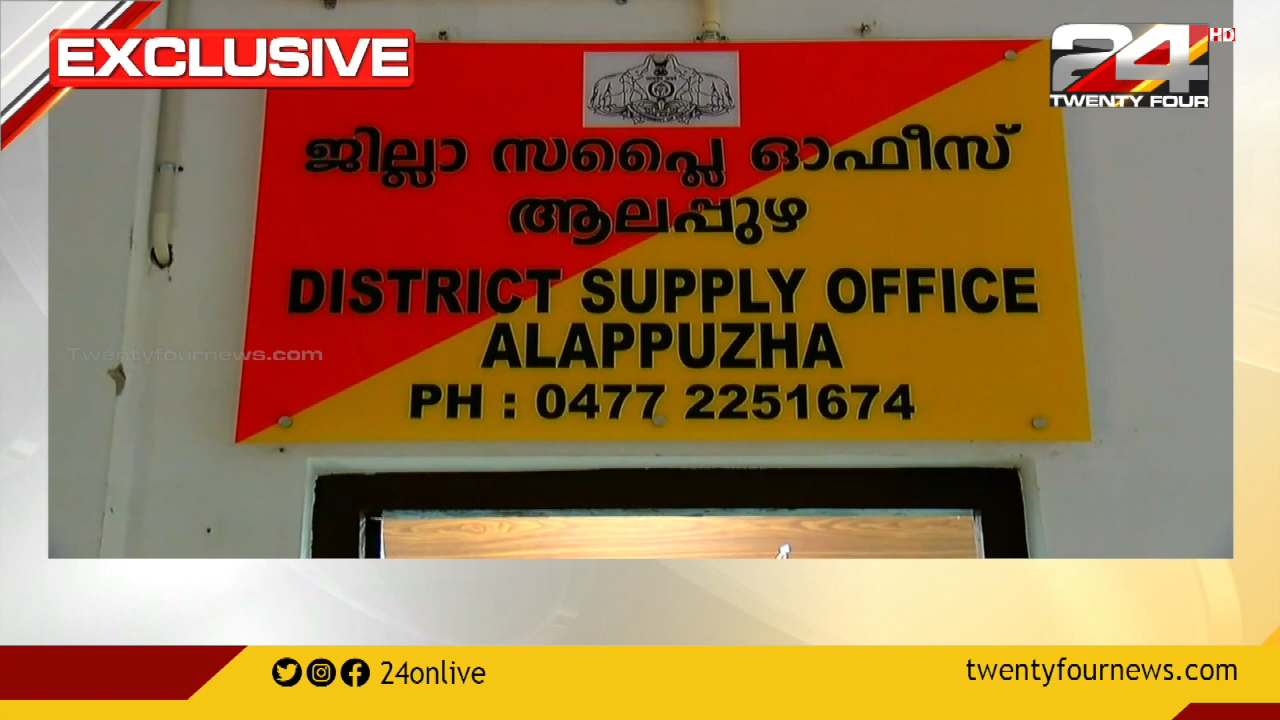 EXCLUSIVE
24 HD
TWENTY FOUR
ജില്ലാ സപ്ലൈ ഓഫീസ്
ആലപ്പുഴ
DISTRICT SUPPLY OFFICE
ALAPPUZHA
PH : 0477 2251674
Twentyfournews.com
24onlive
twentyfournews.com